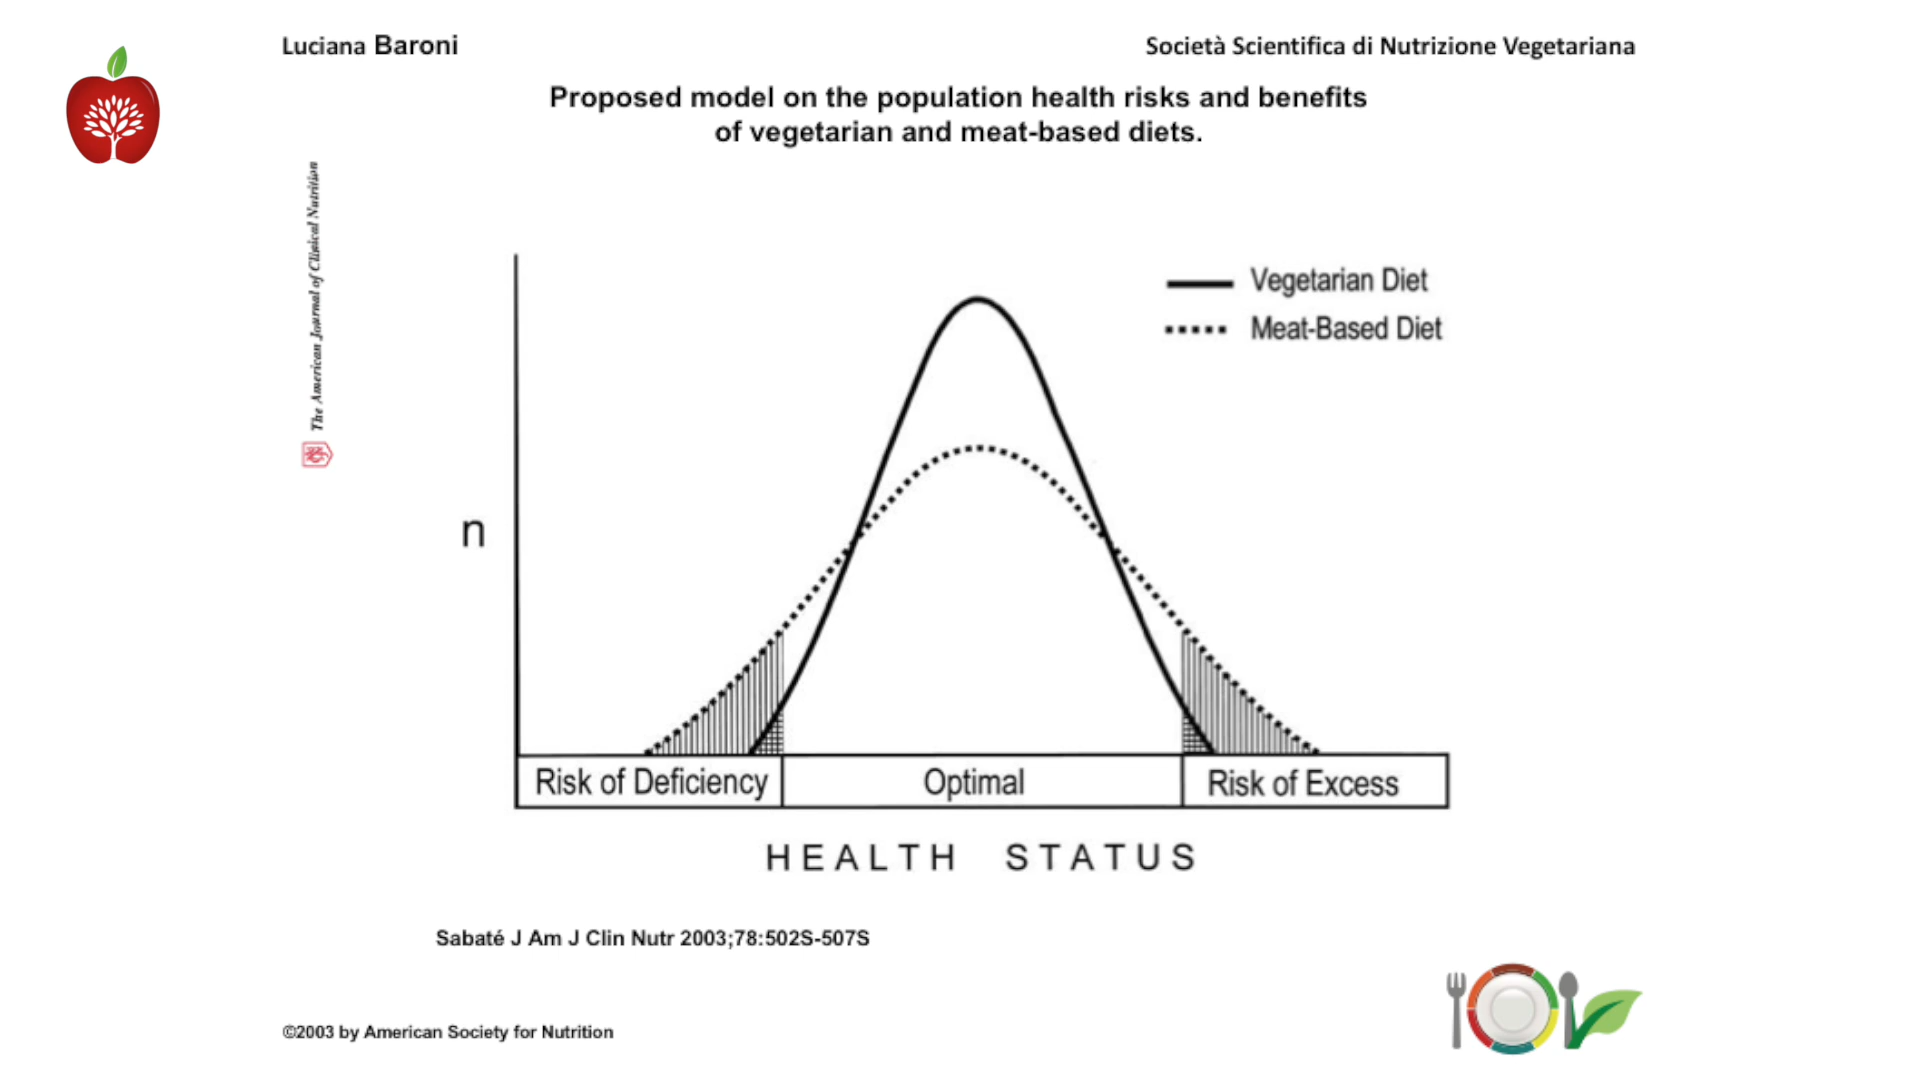 Luciana Baroni
Società Scientifica di Nutrizione Vegetariana
Proposed model on the population health risks and benefits
of vegetarian and meat-based diets.
The American Journal of Clinical Nutrition
Vegetarian Diet
Meat-Based Diet
n
Risk of Deficiency
Optimal
Risk of Excess
HEALTH STATUS
Sabaté J Am J Clin Nutr 2003;78:502S-507S
©2003 by American Society for Nutrition